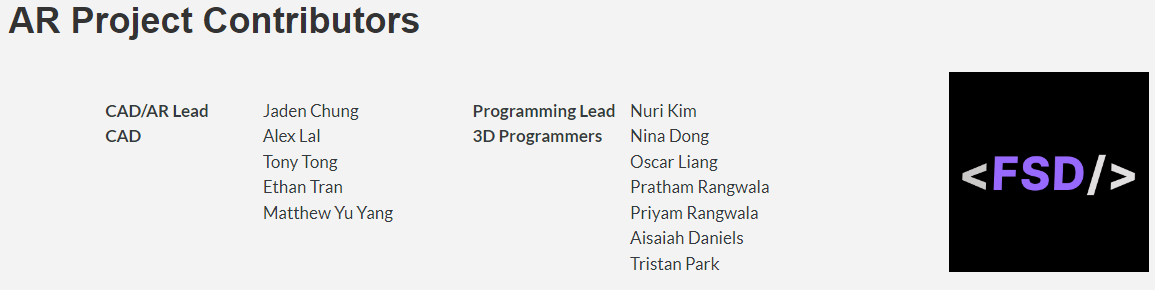 AR Project Contributors
CAD/AR Lead Jaden Chung
CAD Alex Lal
Tony Tong
Ethan Tran
Matthew Yu Yang
Programming Lead Nuri Kim
3D Programmers Nina Dong
Oscar Liang
Pratham Rangwala
Priyam Rangwala
Aisaiah Daniels
Tristan Park
<FSD/>